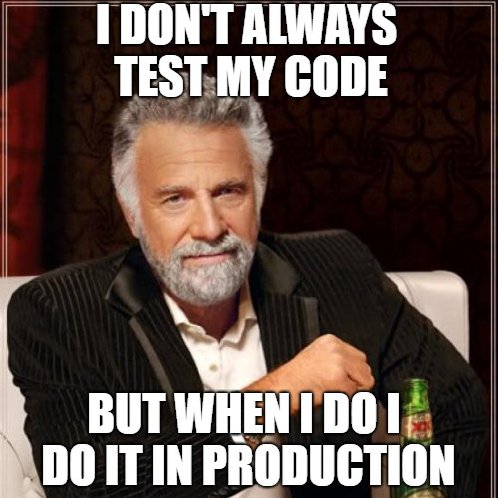 I DON'T ALWAYS
TEST MY CODE
BUT WHEN I DO I
DO IT IN PRODUCTION